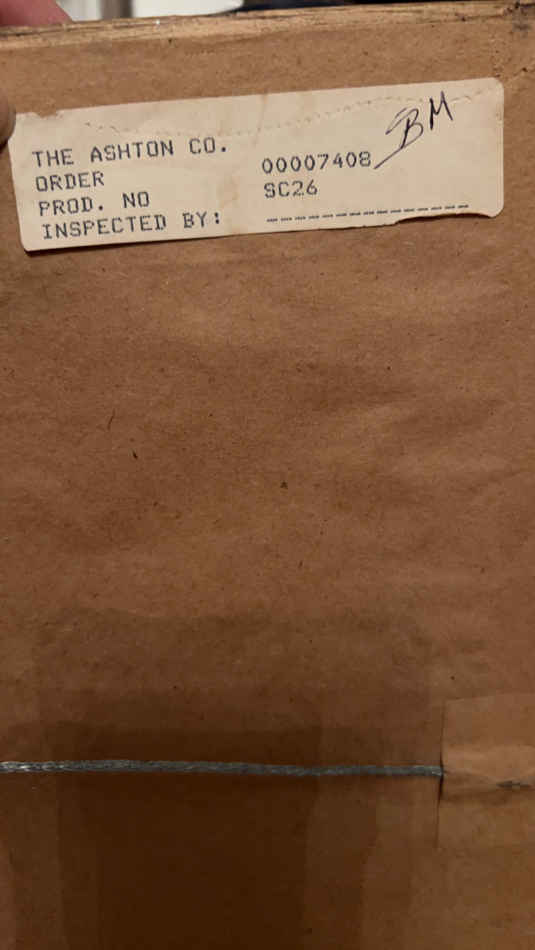 THE ASHTON CO.
ORDER 00007408
PROD. NO SC26
INSPECTED BY: BM